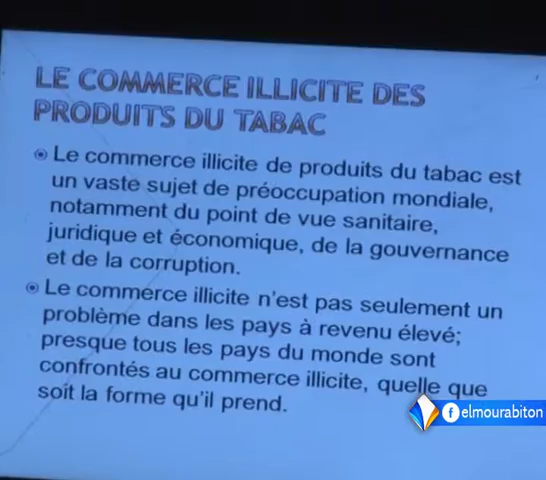 LE COMMERCE ILLICITE DES
PRODUITS DU TABAC
Le commerce illicite de produits du tabac est
un vaste sujet de préoccupation mondiale,
notamment du point de vue sanitaire,
juridique et économique, de la gouvernance
et de la corruption.
Le commerce illicite n'est pas seulement un
problème dans les pays à revenu élevé;
presque tous les pays du monde sont
confrontés au commerce illicite, quelle que
soit la forme qu'il prend.
elmourabiton